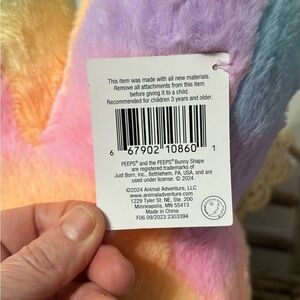 This item was made with all new materials.
Remove all attachments from this item
before giving it to a child.
Recommended for children 3 years and older.
6 67902 10860 1
PEEPS® and the PEEPS® Bunny Shape
are registered trademarks of
Just Born, Inc., Bethlehem, PA, USA, and are
used under license. © 2024.
©2024 Animal Adventure, LLC
www.animaladventure.com
1229 Tyler ST. NE, Ste. 200
Minneapolis, MN 55413
Made in China
F06 09/2023 2303394